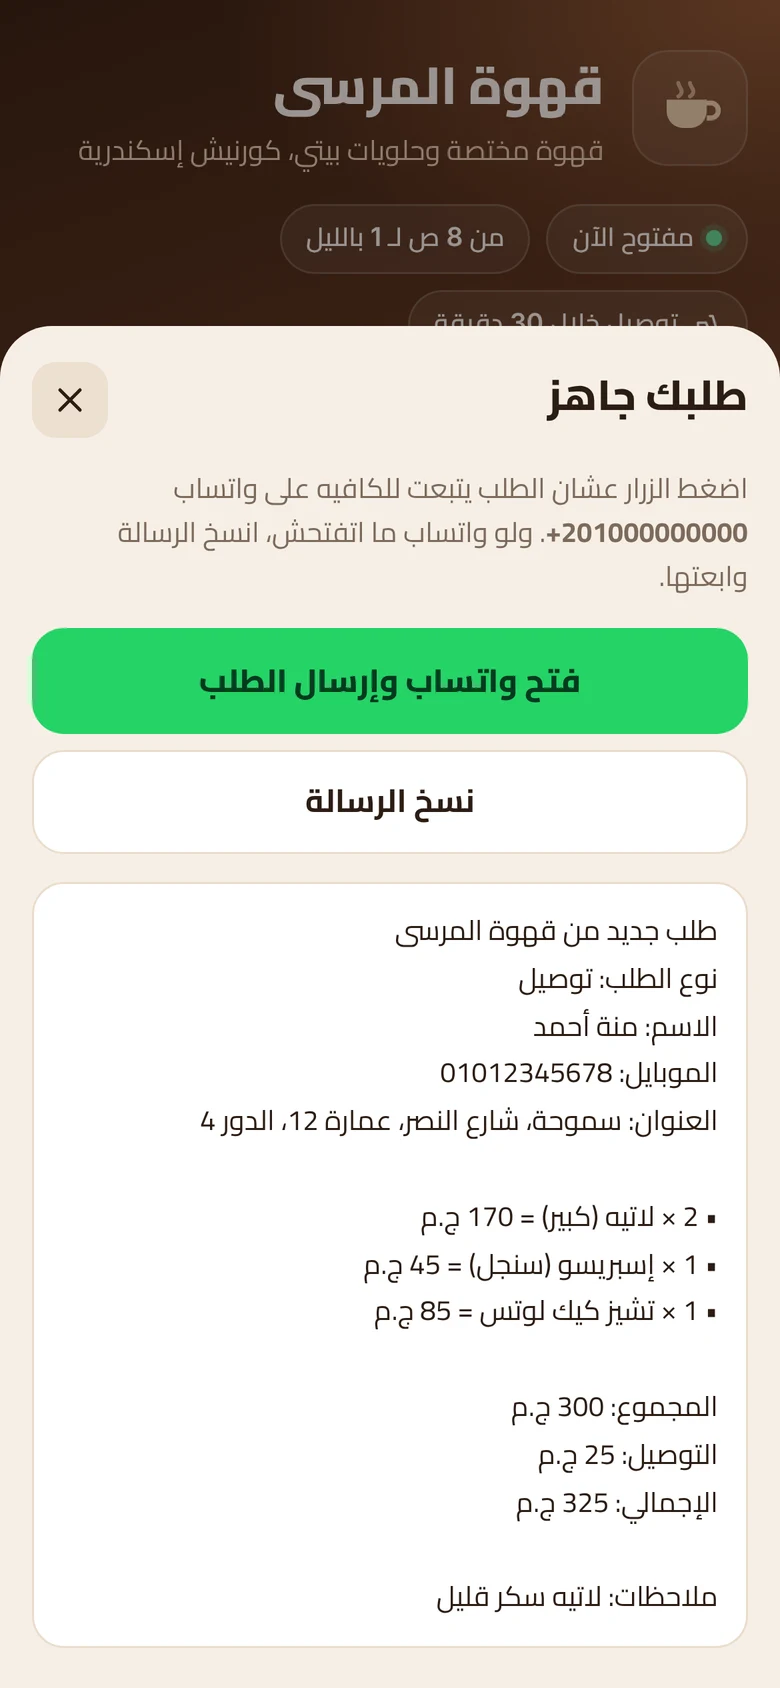 قهوة المرسى
قهوة مختصة وحلويات بيتي، كورنيش إسكندرية
مفتوح الآن
من 8 ص لـ 1 بالليل
توصيل خلال 30 دقيقة
طلبك جاهز
اضغط الزرار عشان الطلب يتبعت للكافيه على واتساب
+201000000000. ولو واتساب ما اتفتحش، انسخ الرسالة
وابعتها.
فتح واتساب وإرسال الطلب
نسخ الرسالة
طلب جديد من قهوة المرسى
نوع الطلب: توصيل
الاسم: منة أحمد
الموبايل: 01012345678
العنوان: سموحة، شارع النصر، عمارة 12، الدور 4
▪ 2 × لاتيه (كبير) = 170 ج.م
▪ 1 × إسبريسو (سنجل) = 45 ج.م
▪ 1 × تشيز كيك لوتس = 85 ج.م
المجموع: 300 ج.م
التوصيل: 25 ج.م
الإجمالي: 325 ج.م
ملاحظات: لاتيه سكر قليل